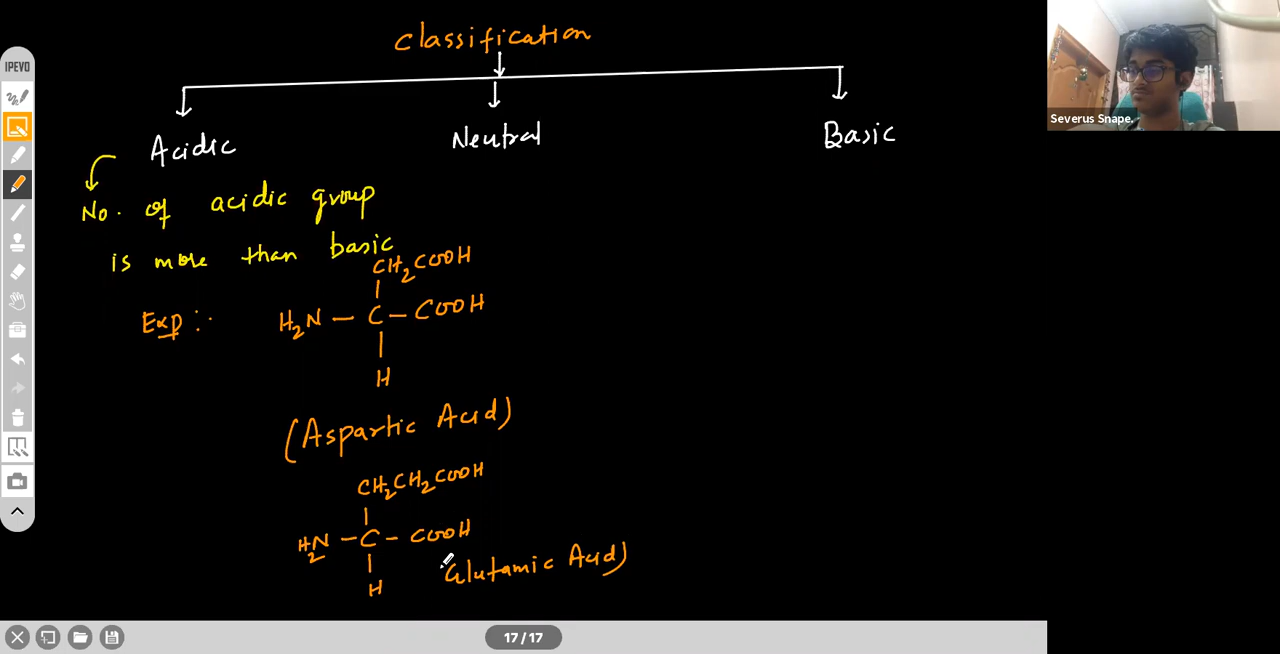 Classification
IPEVO
Severus Snape.
Acidic Neutral Basic
No. of acidic group
is more than basic
CH2COOH
Exp :- H2N — C — COOH
H
(Aspartic Acid)
CH2CH2COOH
H2N — C — COOH
H
Glutamic Acid)
17/17